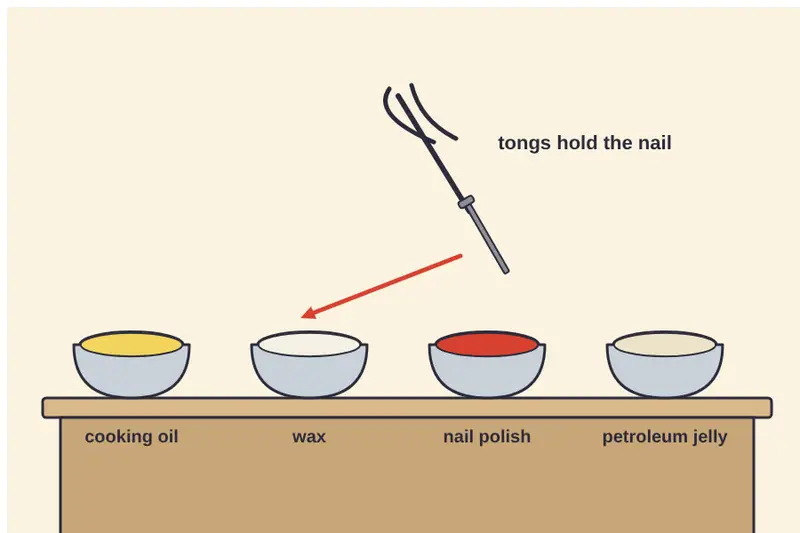 tongs hold the nail
cooking oil
wax
nail polish
petroleum jelly